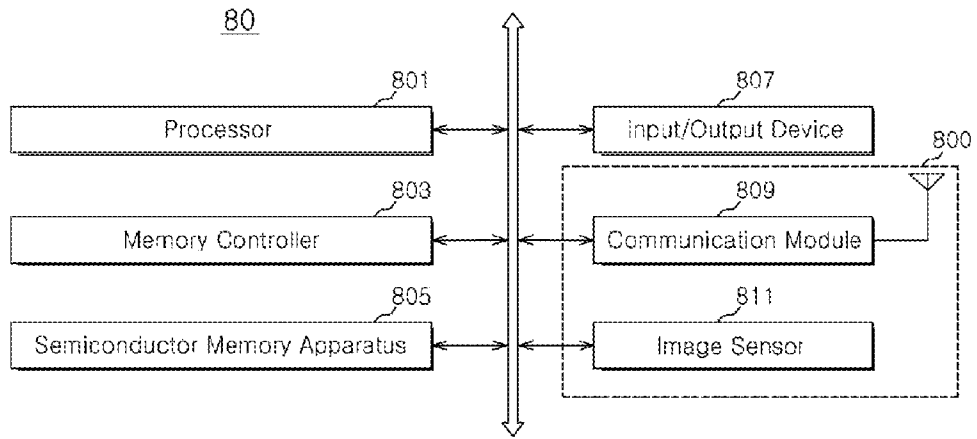 80
801
Processor
807
Input/Output Device
800
803
Memory Controller
809
Communication Module
805
Semiconductor Memory Apparatus
811
Image Sensor